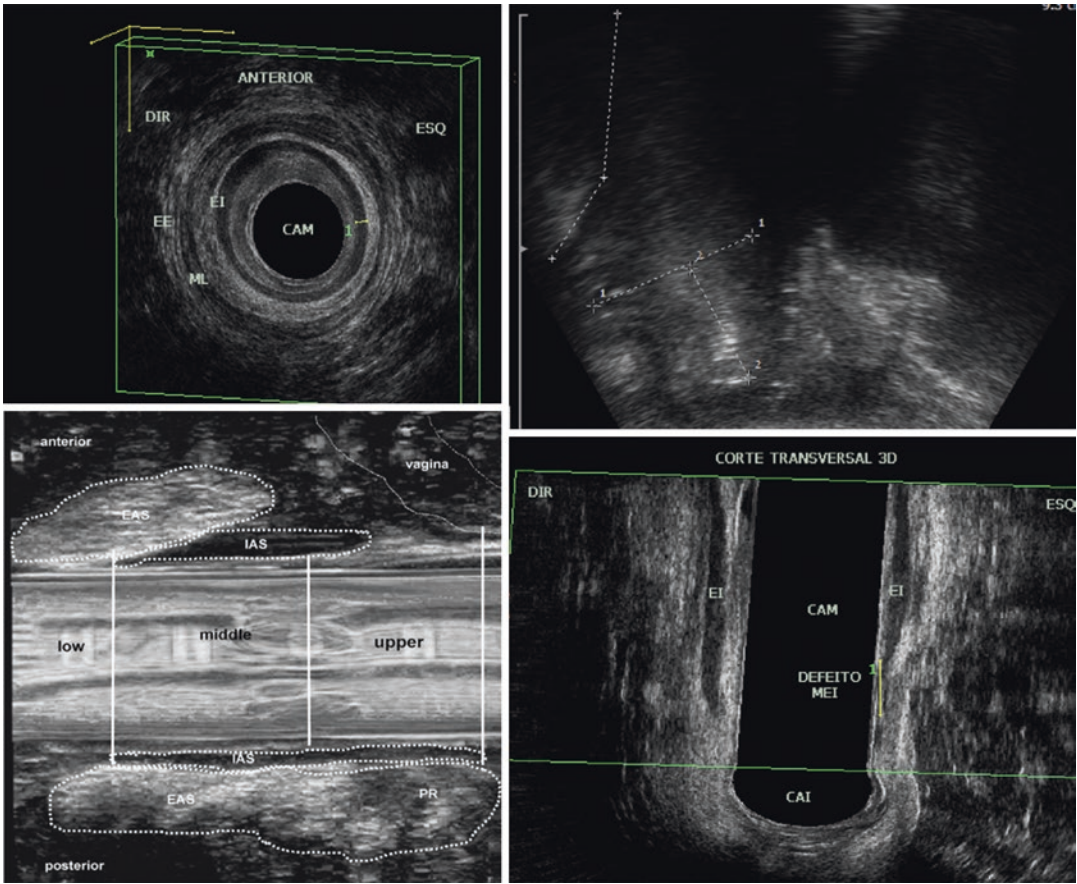 ANTERIOR
DIR
ESQ
EI
EE
CAM
1
ML
1
2
1
2
anterior
vagina
EAS
IAS
low
middle
upper
IAS
EAS
PR
posterior
CORTE TRANSVERSAL 3D
DIR
ESQ
EI
EI
CAM
1
DEFEITO
MEI
CAI